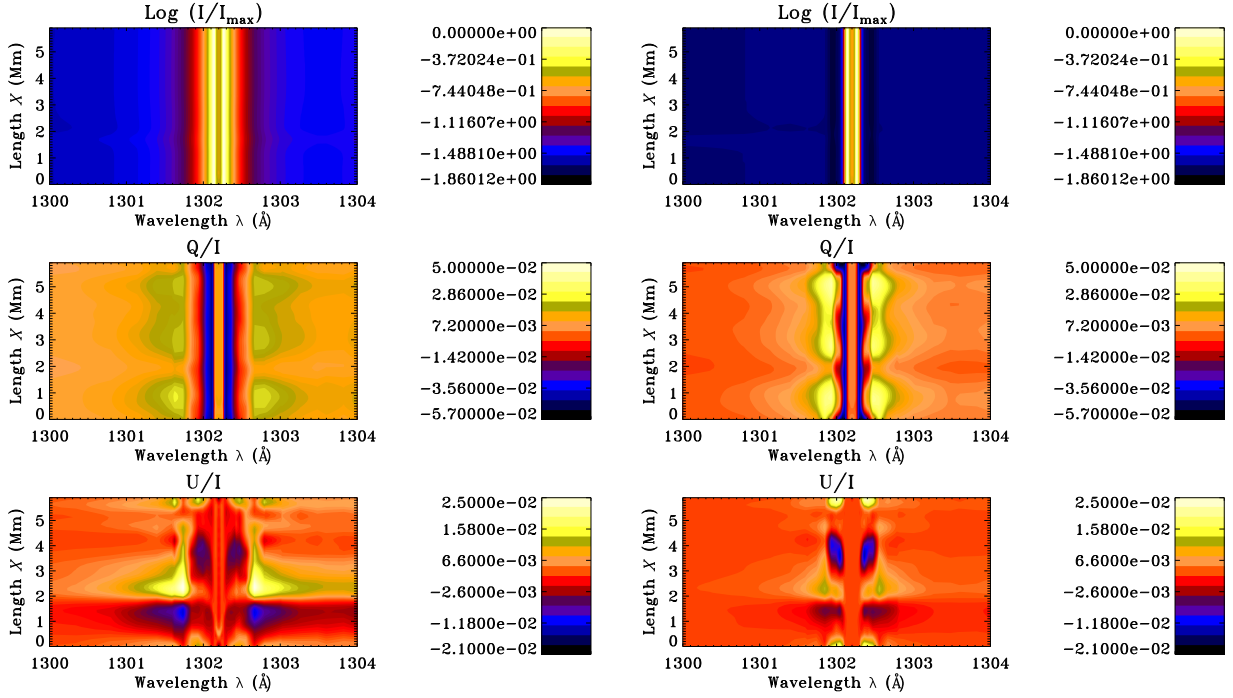 Log (I/Imax)
Length X (Mm)
5
4
3
2
1
0
1300 1301 1302 1303 1304
Wavelength λ (Å)
0.00000e+00
-3.72024e-01
-7.44048e-01
-1.11607e+00
-1.48810e+00
-1.86012e+00
Log (I/Imax)
Length X (Mm)
5
4
3
2
1
0
1300 1301 1302 1303 1304
Wavelength λ (Å)
0.00000e+00
-3.72024e-01
-7.44048e-01
-1.11607e+00
-1.48810e+00
-1.86012e+00
Q/I
Length X (Mm)
5
4
3
2
1
0
1300 1301 1302 1303 1304
Wavelength λ (Å)
5.00000e-02
2.86000e-02
7.20000e-03
-1.42000e-02
-3.56000e-02
-5.70000e-02
Q/I
Length X (Mm)
5
4
3
2
1
0
1300 1301 1302 1303 1304
Wavelength λ (Å)
5.00000e-02
2.86000e-02
7.20000e-03
-1.42000e-02
-3.56000e-02
-5.70000e-02
U/I
Length X (Mm)
5
4
3
2
1
0
1300 1301 1302 1303 1304
Wavelength λ (Å)
2.5000e-02
1.5800e-02
6.6000e-03
-2.6000e-03
-1.1800e-02
-2.1000e-02
U/I
Length X (Mm)
5
4
3
2
1
0
1300 1301 1302 1303 1304
Wavelength λ (Å)
2.5000e-02
1.5800e-02
6.6000e-03
-2.6000e-03
-1.1800e-02
-2.1000e-02